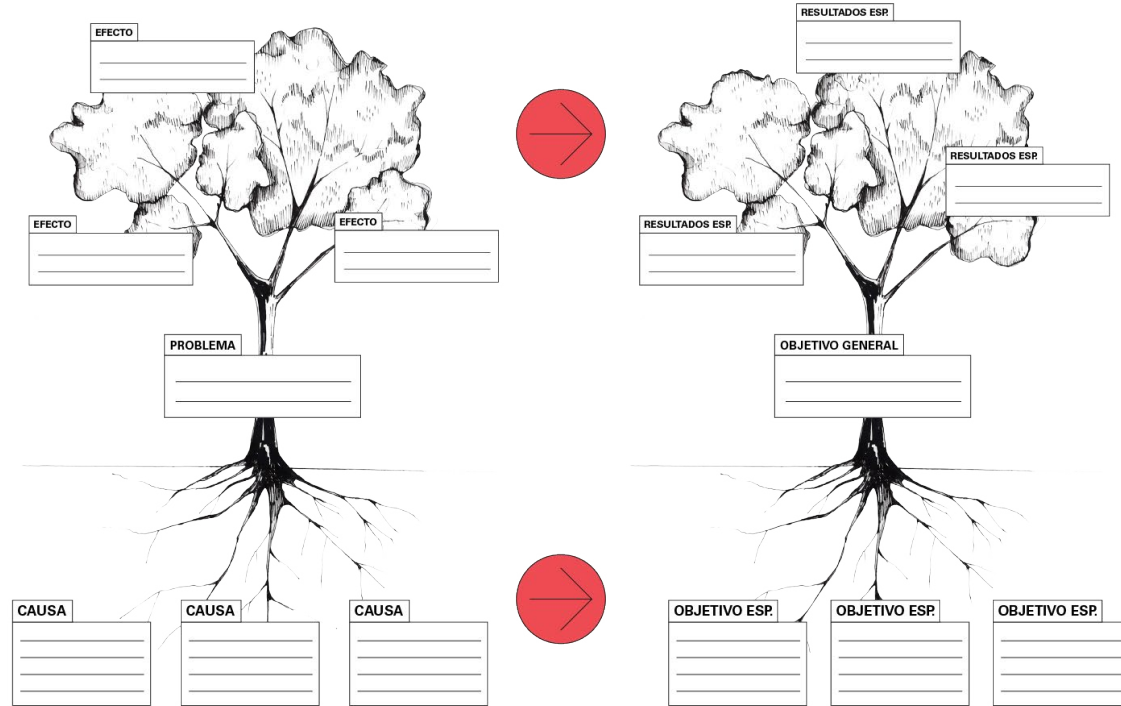 EFECTO
EFECTO
EFECTO
PROBLEMA
CAUSA
CAUSA
CAUSA
RESULTADOS ESP.
RESULTADOS ESP.
RESULTADOS ESP.
OBJETIVO GENERAL
OBJETIVO ESP.
OBJETIVO ESP.
OBJETIVO ESP.